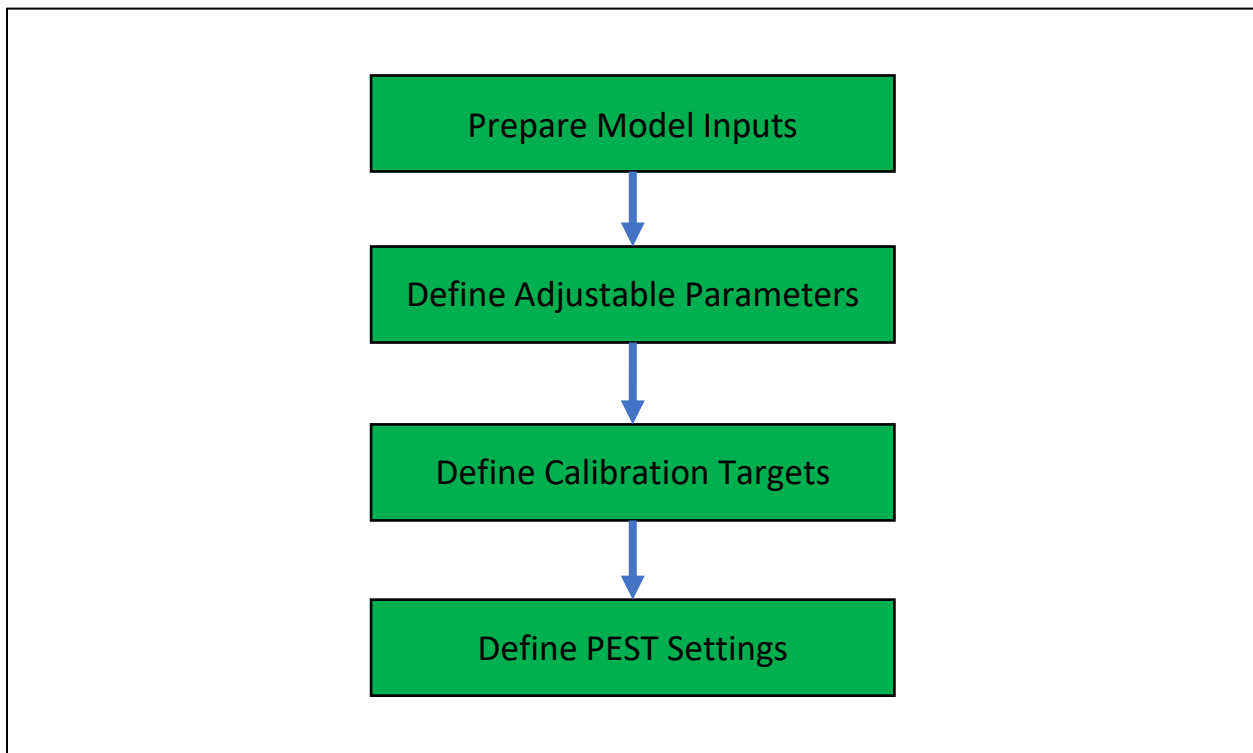 Prepare Model Inputs
Define Adjustable Parameters
Define Calibration Targets
Define PEST Settings